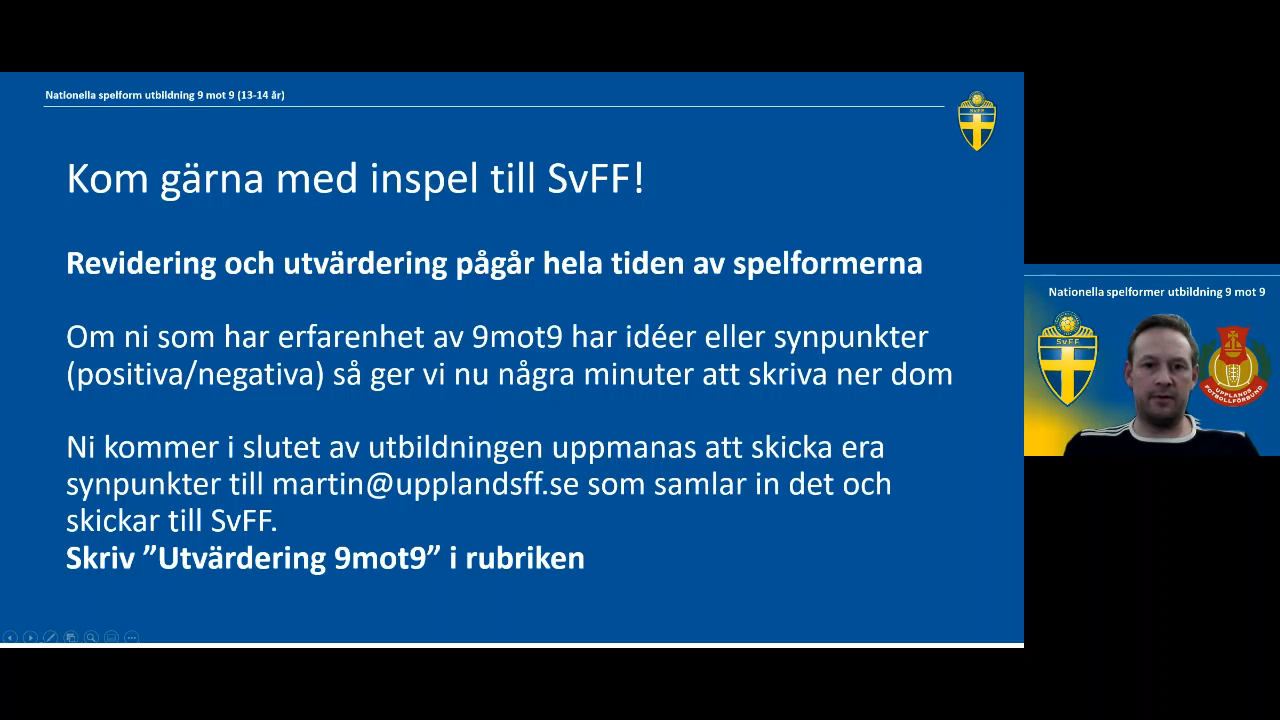 Nationella spelform utbildning 9 mot 9 (13-14 år)
SvFF
Kom gärna med inspel till SvFF!
Revidering och utvärdering pågår hela tiden av spelformerna
Om ni som har erfarenhet av 9mot9 har idéer eller synpunkter
(positiva/negativa) så ger vi nu några minuter att skriva ner dom
Ni kommer i slutet av utbildningen uppmanas att skicka era
synpunkter till martin@upplandsff.se som samlar in det och
skickar till SvFF.
Skriv ”Utvärdering 9mot9” i rubriken
Nationella spelformer utbildning 9 mot 9
SvFF
UPPLANDS
FOTBOLLFÖRBUND